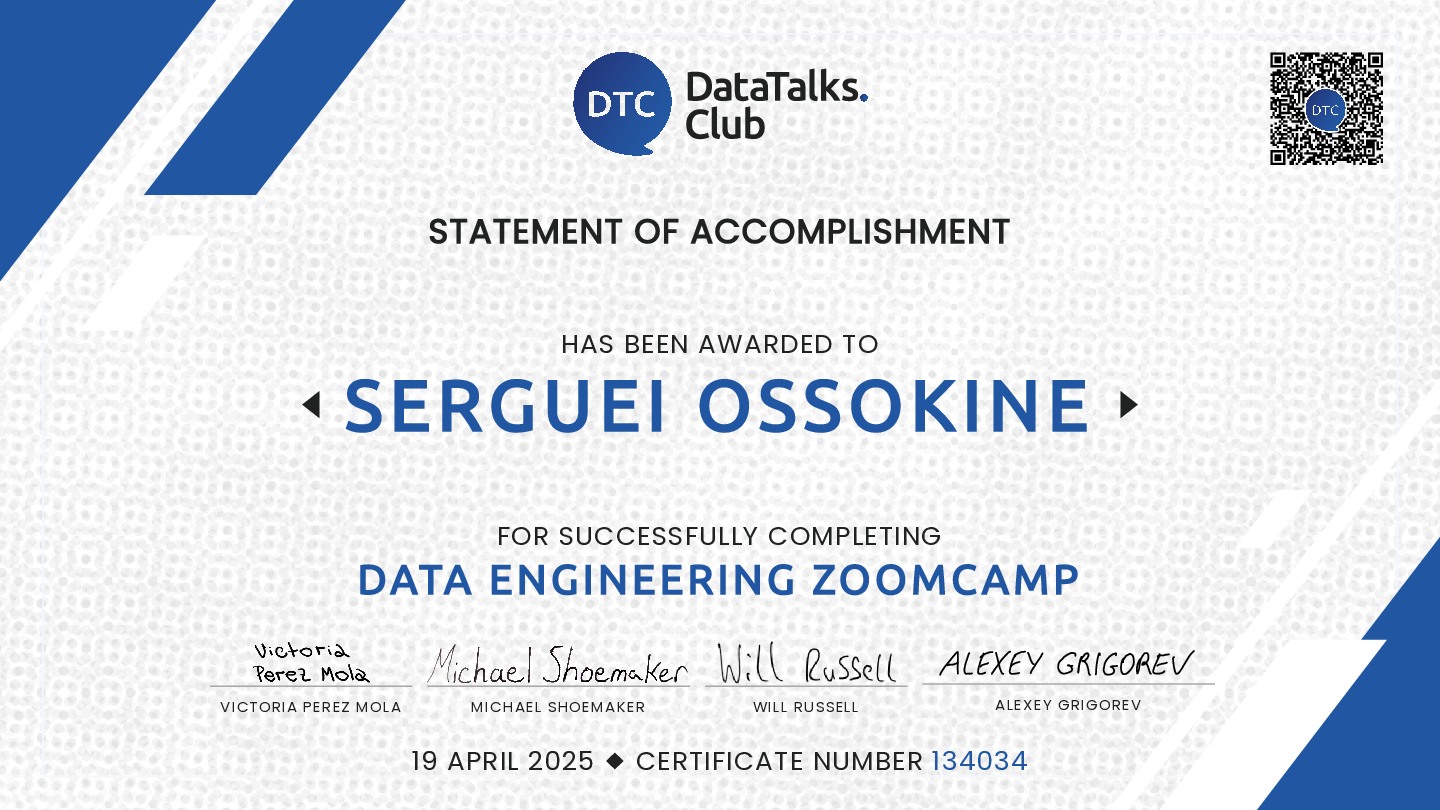 DTC
DataTalks.
Club
DTC
STATEMENT OF ACCOMPLISHMENT
HAS BEEN AWARDED TO
SERGUEI OSSOKINE
FOR SUCCESSFULLY COMPLETING
DATA ENGINEERING ZOOMCAMP
Victoria
Perez Mola
Michael Shoemaker
Will Russell
ALEXEY GRIGOREV
VICTORIA PEREZ MOLA
MICHAEL SHOEMAKER
WILL RUSSELL
ALEXEY GRIGOREV
19 APRIL 2025 ◆ CERTIFICATE NUMBER 134034